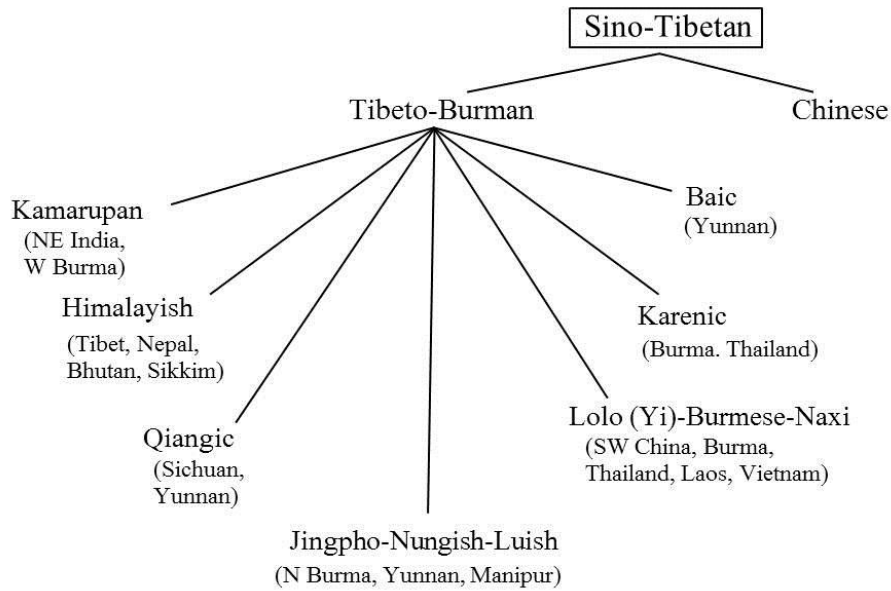 Sino-Tibetan
Tibeto-Burman
Chinese
Kamarupan
(NE India,
W Burma)
Himalayish
(Tibet, Nepal,
Bhutan, Sikkim)
Qiangic
(Sichuan,
Yunnan)
Jingpho-Nungish-Luish
(N Burma, Yunnan, Manipur)
Lolo (Yi)-Burmese-Naxi
(SW China, Burma,
Thailand, Laos, Vietnam)
Karenic
(Burma. Thailand)
Baic
(Yunnan)